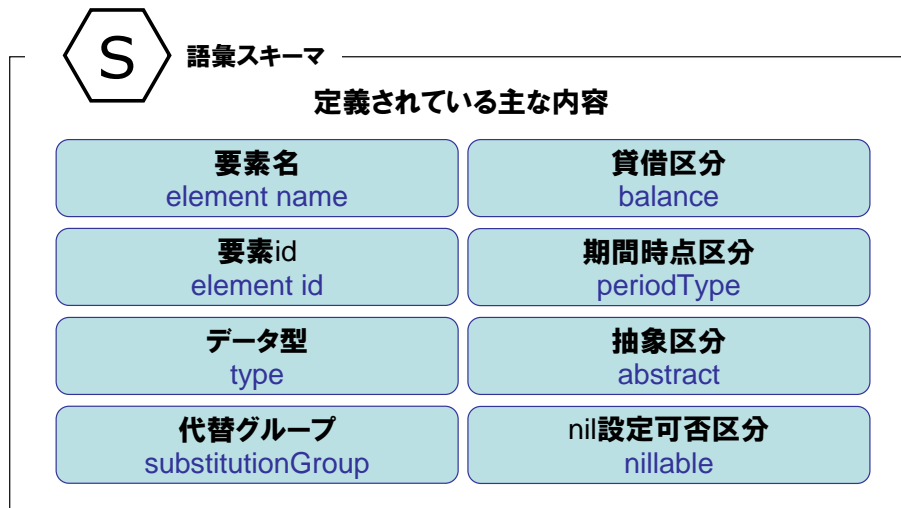 S
語彙スキーマ
定義されている主な内容
要素名
element name
貸借区分
balance
要素id
element id
期間時点区分
periodType
データ型
type
抽象区分
abstract
代替グループ
substitutionGroup
nil設定可否区分
nillable